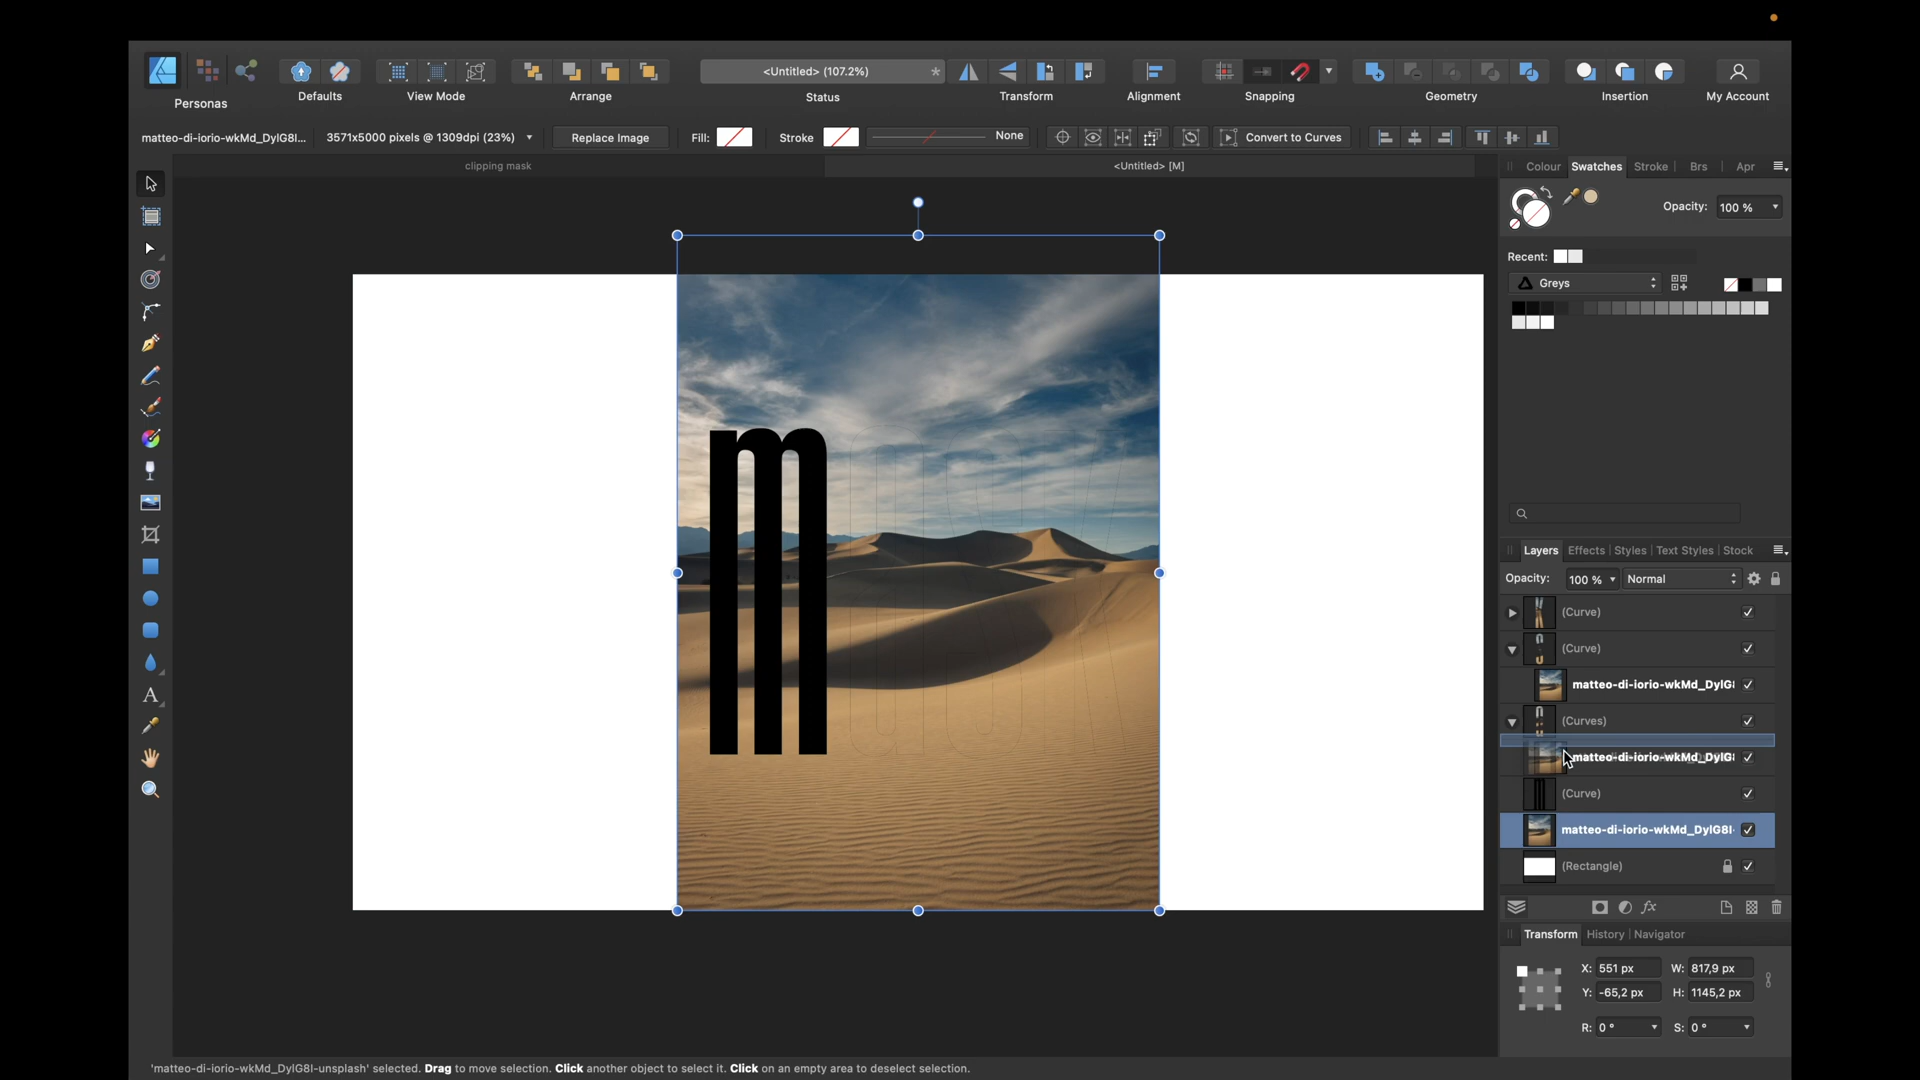 <Untitled> (107.2%)
*
Personas
Defaults
View Mode
Arrange
Status
Transform
Alignment
Snapping
Geometry
Insertion
My Account
matteo-di-iorio-wkMd_DylG8I...
3571x5000 pixels @ 1309dpi (23%)
Replace Image
Fill:
Stroke
None
Convert to Curves
clipping mask
<Untitled> [M]
Colour
Swatches
Stroke
Brs
Apr
Opacity:
100 %
Recent:
Greys
m
Layers
Effects
Styles
Text Styles
Stock
Opacity:
100 %
Normal
(Curve)
(Curve)
matteo-di-iorio-wkMd_DylG8
(Curves)
matteo-di-iorio-wkMd_DylG
(Curve)
matteo-di-iorio-wkMd_DylG8I
(Rectangle)
Transform
History
Navigator
X: 551 px
W: 817,9 px
Y: -65,2 px
H: 1145,2 px
R: 0 °
S: 0 °
'matteo-di-iorio-wkMd_DylG8I-unsplash' selected. Drag to move selection. Click another object to select it. Click on an empty area to deselect selection.